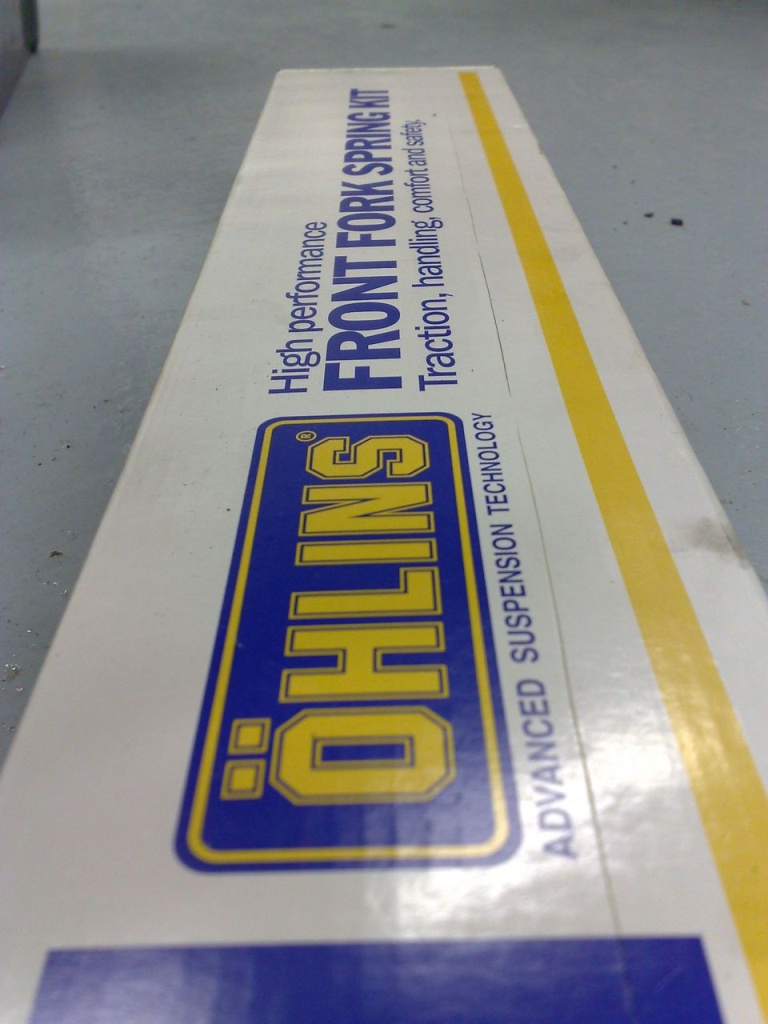 ÖHLINS®
ADVANCED SUSPENSION TECHNOLOGY
High performance
FRONT FORK SPRING KIT
Traction, handling, comfort and safety.